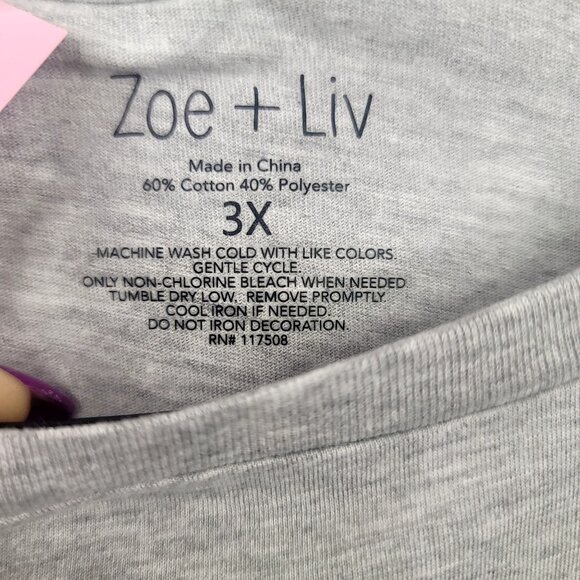 Zoe + Liv
Made in China
60% Cotton 40% Polyester
3X
MACHINE WASH COLD WITH LIKE COLORS.
GENTLE CYCLE.
ONLY NON-CHLORINE BLEACH WHEN NEEDED
TUMBLE DRY LOW, REMOVE PROMPTLY
COOL IRON IF NEEDED.
DO NOT IRON DECORATION.
RN# 117508